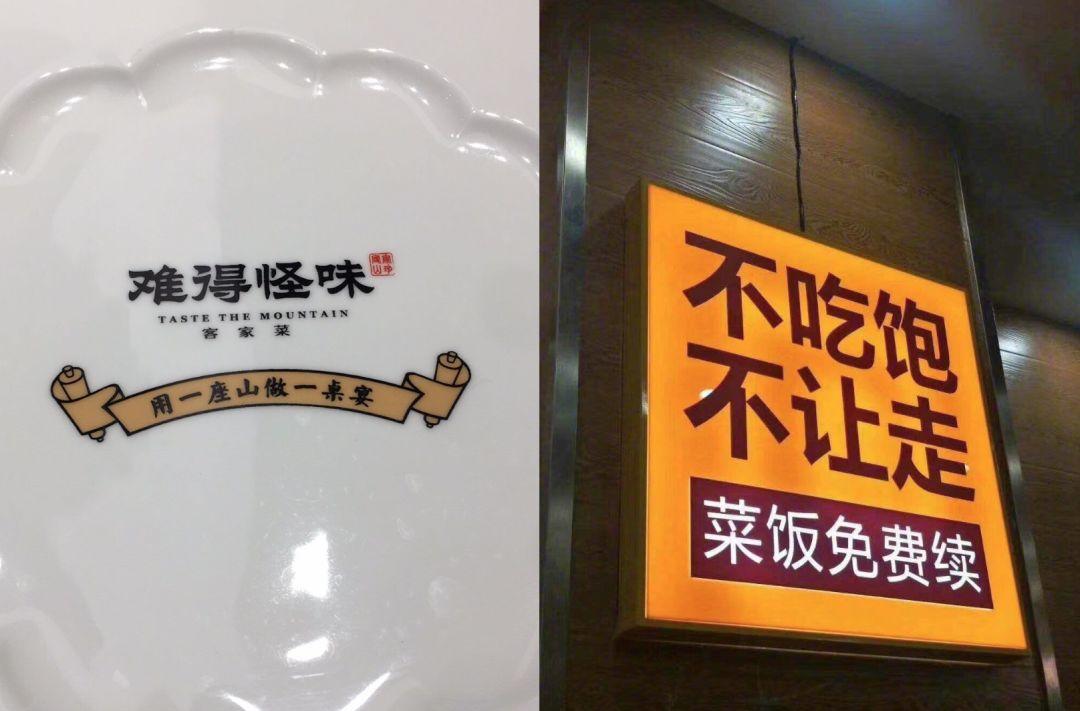 难得怪味
TASTE THE MOUNTAIN
客家菜
用一座山做一桌宴
不吃饱
不让走
菜饭免费续